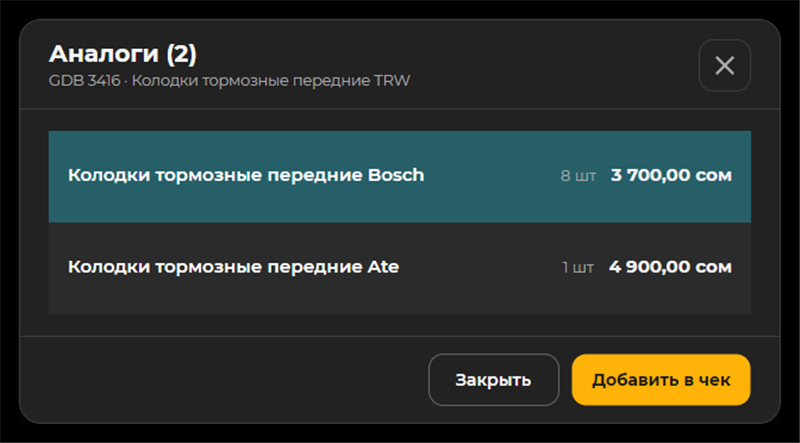 Аналоги (2)
GDB 3416 · Колодки тормозные передние TRW
Колодки тормозные передние Bosch 8 шт 3 700,00 сом
Колодки тормозные передние Ate 1 шт 4 900,00 сом
Закрыть Добавить в чек